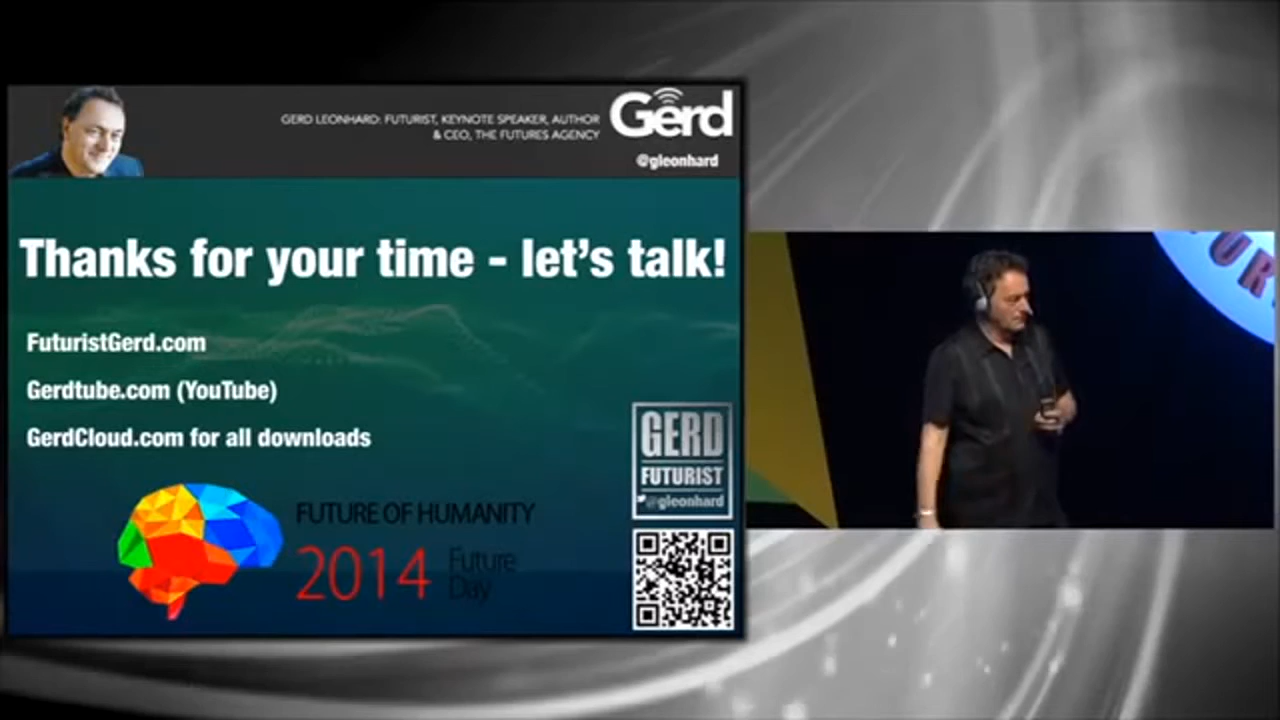 GERD LEONHARD: FUTURIST, KEYNOTE SPEAKER, AUTHOR
& CEO, THE FUTURES AGENCY
Gerd
@gleonhard
Thanks for your time - let's talk!
FuturistGerd.com
Gerdtube.com (YouTube)
GerdCloud.com for all downloads
FUTURE OF HUMANITY
2014 Future
Day
GERD
FUTURIST
@gleonhard
UR